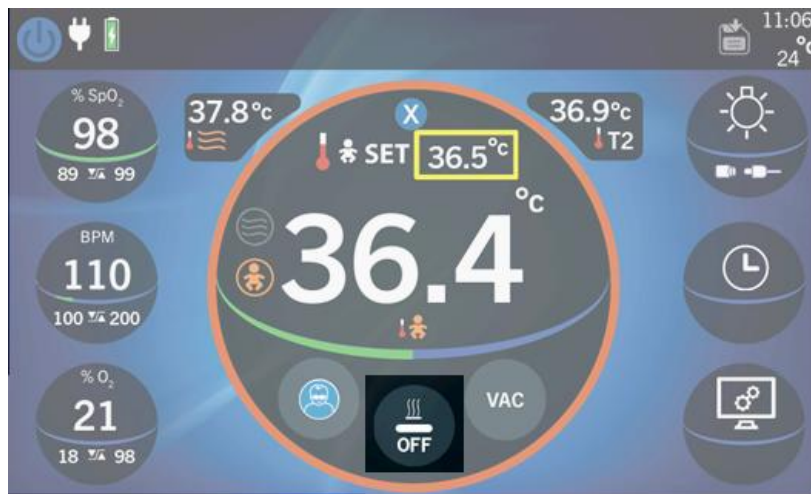 11:06
24°c
% SpO₂
98
89 99
37.8°c
X
SET 36.5°c
36.9°c
T2
BPM
110
100 200
36.4°c
% O₂
21
18 98
OFF
VAC